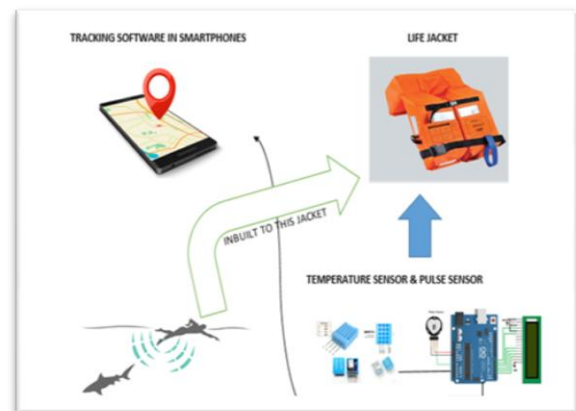 TRACKING SOFTWARE IN SMARTPHONES
LIFE JACKET
INBUILT TO THIS JACKET
TEMPERATURE SENSOR & PULSE SENSOR